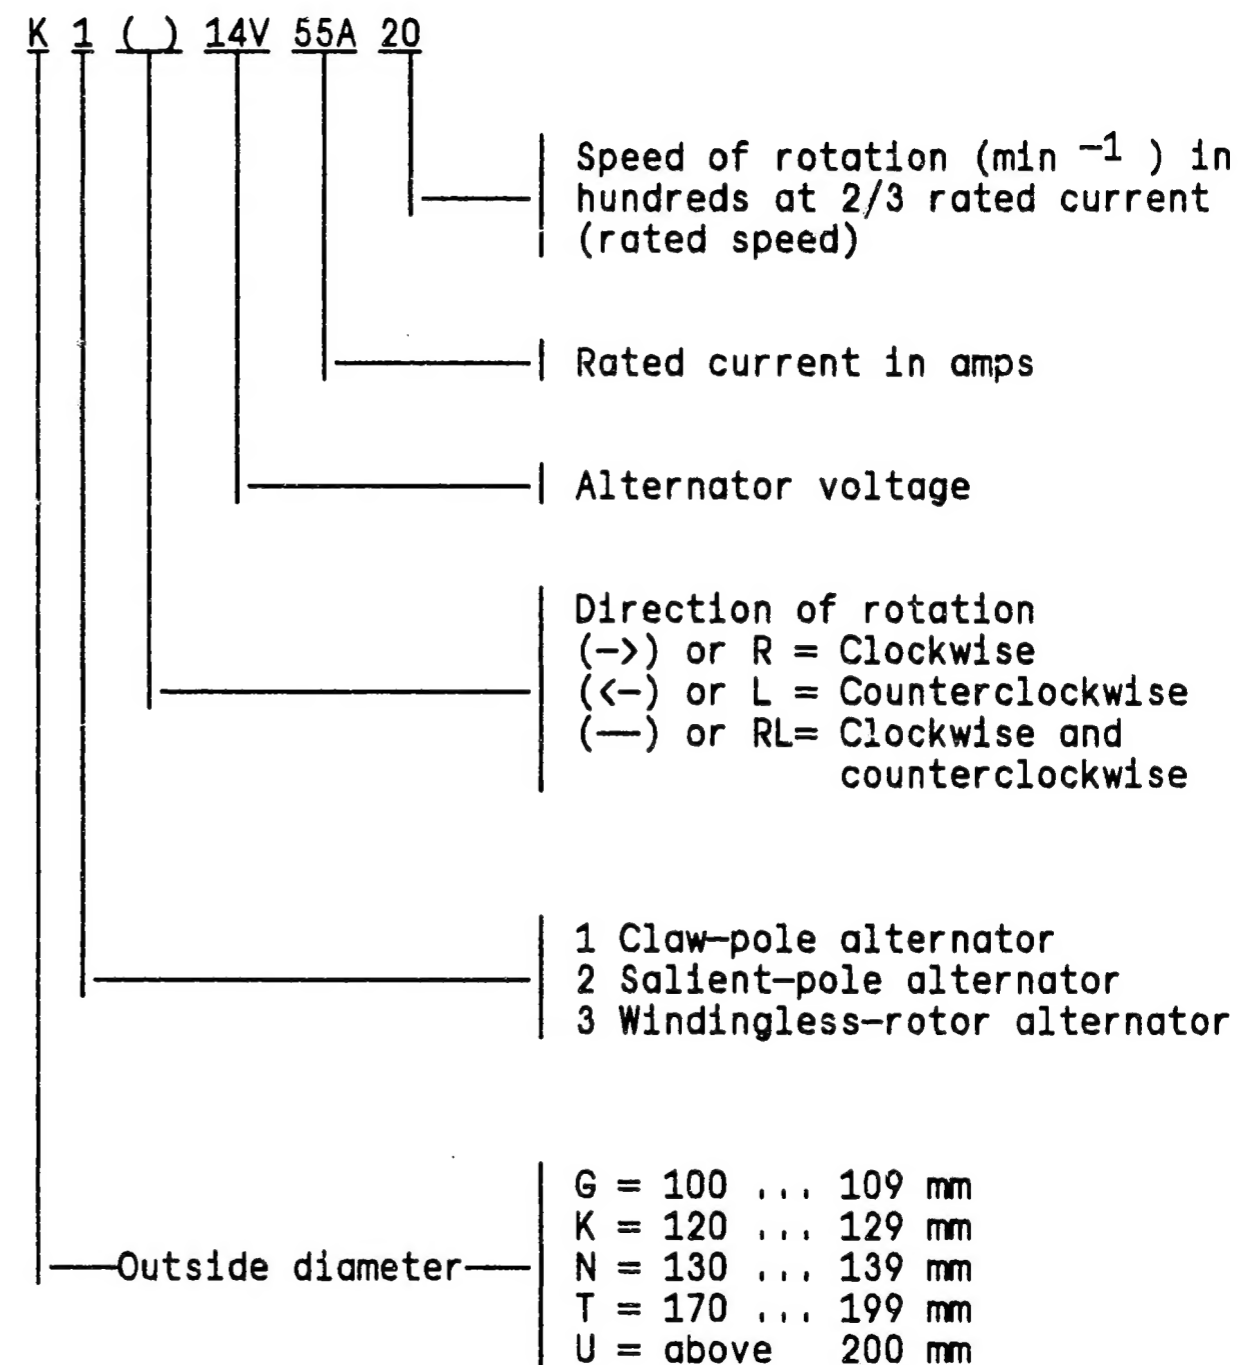 K 1 ( ) 14V 55A 20
Speed of rotation (min -1 ) in
hundreds at 2/3 rated current
(rated speed)
Rated current in amps
Alternator voltage
Direction of rotation
(->) or R = Clockwise
(<-) or L = Counterclockwise
(—) or RL= Clockwise and
counterclockwise
1 Claw-pole alternator
2 Salient-pole alternator
3 Windingless-rotor alternator
Outside diameter
G = 100 ... 109 mm
K = 120 ... 129 mm
N = 130 ... 139 mm
T = 170 ... 199 mm
U = above 200 mm